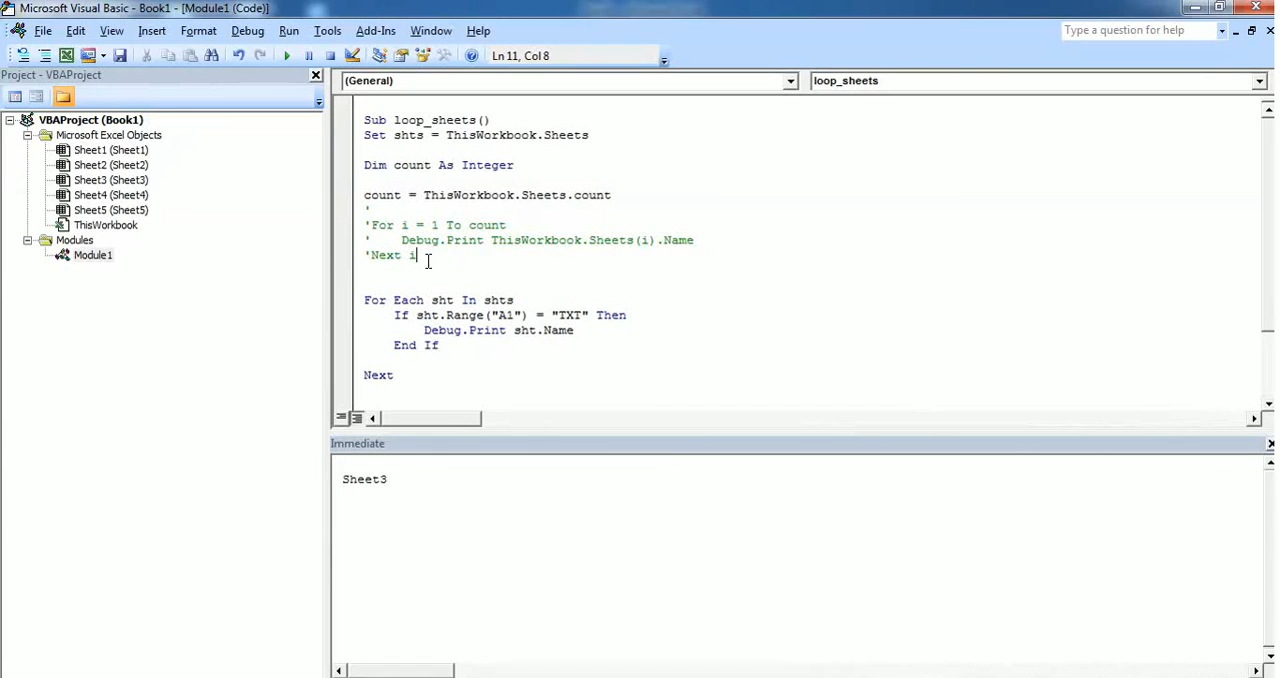 Microsoft Visual Basic - Book1 - [Module1 (Code)]
File Edit View Insert Format Debug Run Tools Add-Ins Window Help
Type a question for help
Ln 11, Col 8
Project - VBAProject
(General)
loop_sheets
VBAProject (Book1)
Microsoft Excel Objects
Sheet1 (Sheet1)
Sheet2 (Sheet2)
Sheet3 (Sheet3)
Sheet4 (Sheet4)
Sheet5 (Sheet5)
ThisWorkbook
Modules
Module1
Sub loop_sheets()
Set shts = ThisWorkbook.Sheets
Dim count As Integer
count = ThisWorkbook.Sheets.count
'
'For i = 1 To count
'    Debug.Print ThisWorkbook.Sheets(i).Name
'Next i
For Each sht In shts
    If sht.Range("A1") = "TXT" Then
        Debug.Print sht.Name
    End If
Next
Immediate
Sheet3